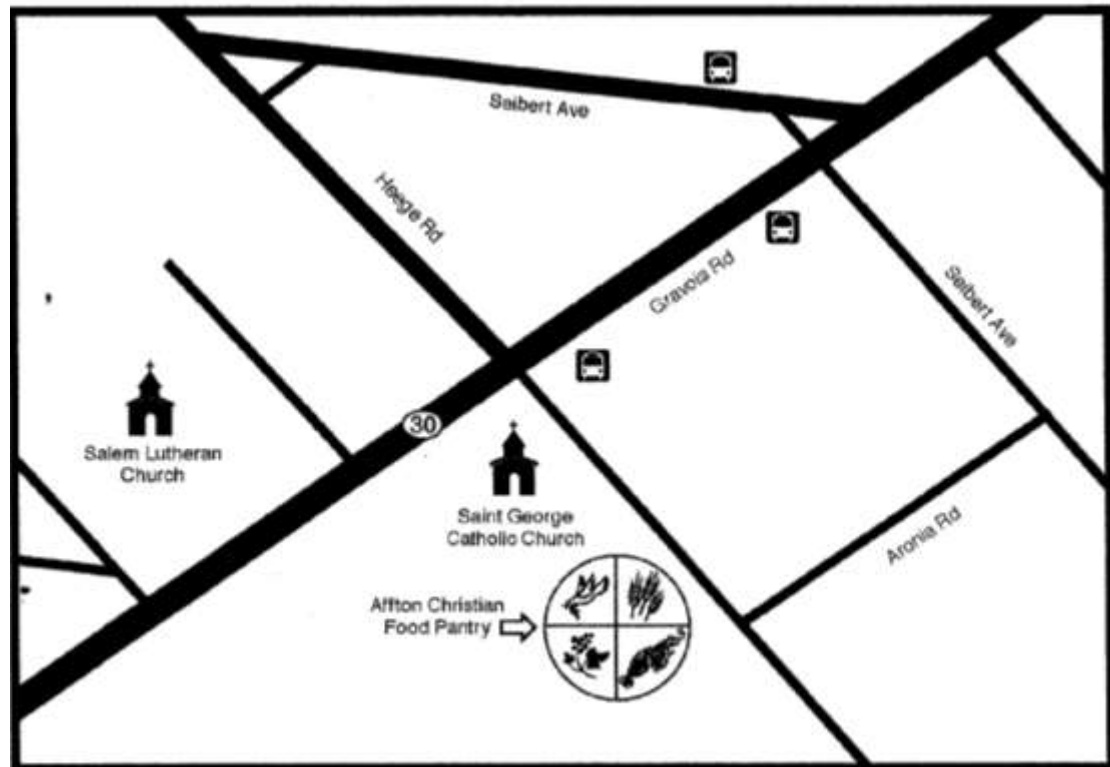 Seibert Ave
Heege Rd
Gravois Rd
Seibert Ave
30
Salem Lutheran
Church
Saint George
Catholic Church
Aronia Rd
Affton Christian
Food Pantry